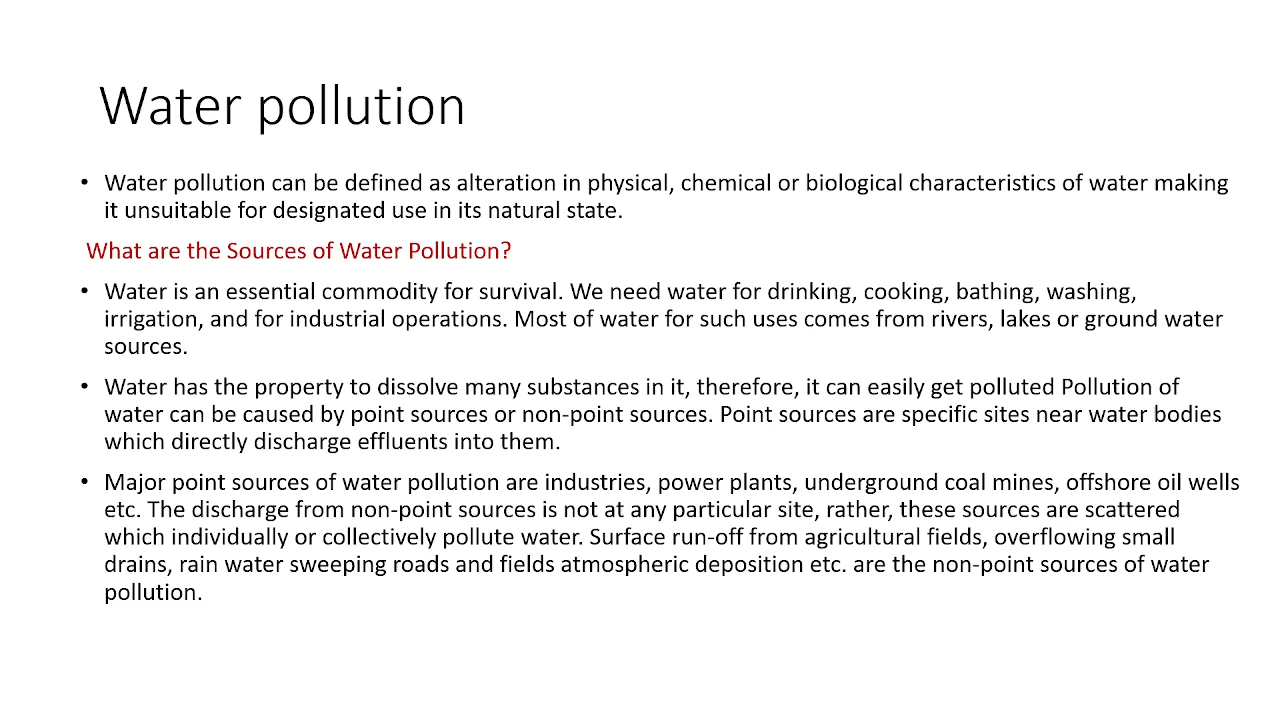 Water pollution
• Water pollution can be defined as alteration in physical, chemical or biological characteristics of water making
it unsuitable for designated use in its natural state.
What are the Sources of Water Pollution?
• Water is an essential commodity for survival. We need water for drinking, cooking, bathing, washing,
irrigation, and for industrial operations. Most of water for such uses comes from rivers, lakes or ground water
sources.
• Water has the property to dissolve many substances in it, therefore, it can easily get polluted Pollution of
water can be caused by point sources or non-point sources. Point sources are specific sites near water bodies
which directly discharge effluents into them.
• Major point sources of water pollution are industries, power plants, underground coal mines, offshore oil wells
etc. The discharge from non-point sources is not at any particular site, rather, these sources are scattered
which individually or collectively pollute water. Surface run-off from agricultural fields, overflowing small
drains, rain water sweeping roads and fields atmospheric deposition etc. are the non-point sources of water
pollution.